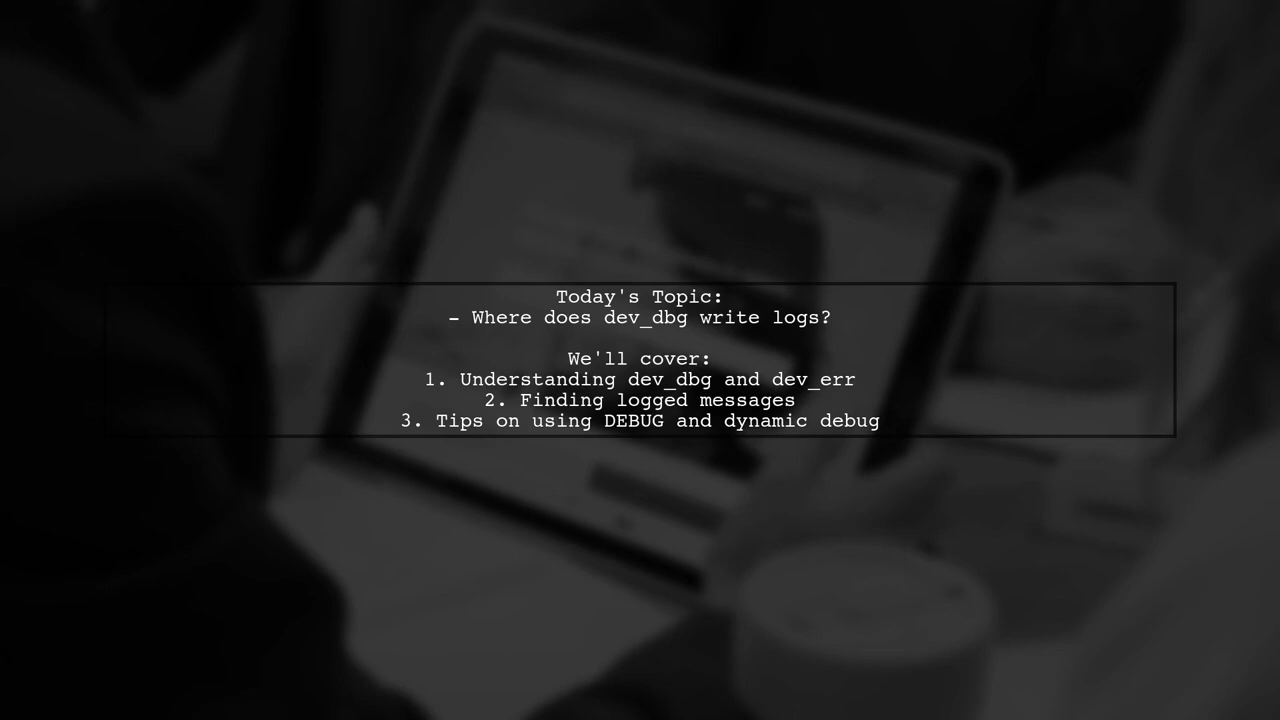 Today's Topic:
- Where does dev_dbg write logs?
We'll cover:
1. Understanding dev_dbg and dev_err
2. Finding logged messages
3. Tips on using DEBUG and dynamic debug